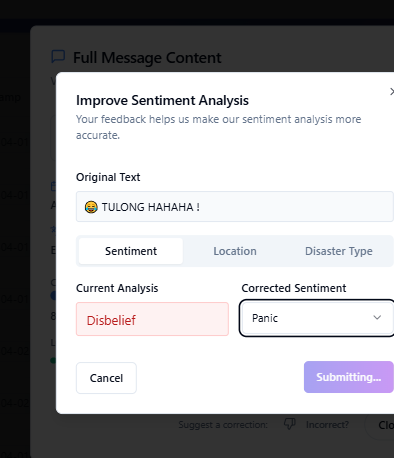 Full Message Content
Improve Sentiment Analysis
Your feedback helps us make our sentiment analysis more
accurate.
Original Text
😂 TULONG HAHAHA !
Sentiment Location Disaster Type
Current Analysis Corrected Sentiment
Disbelief Panic
Cancel Submitting...
Suggest a correction: Incorrect?